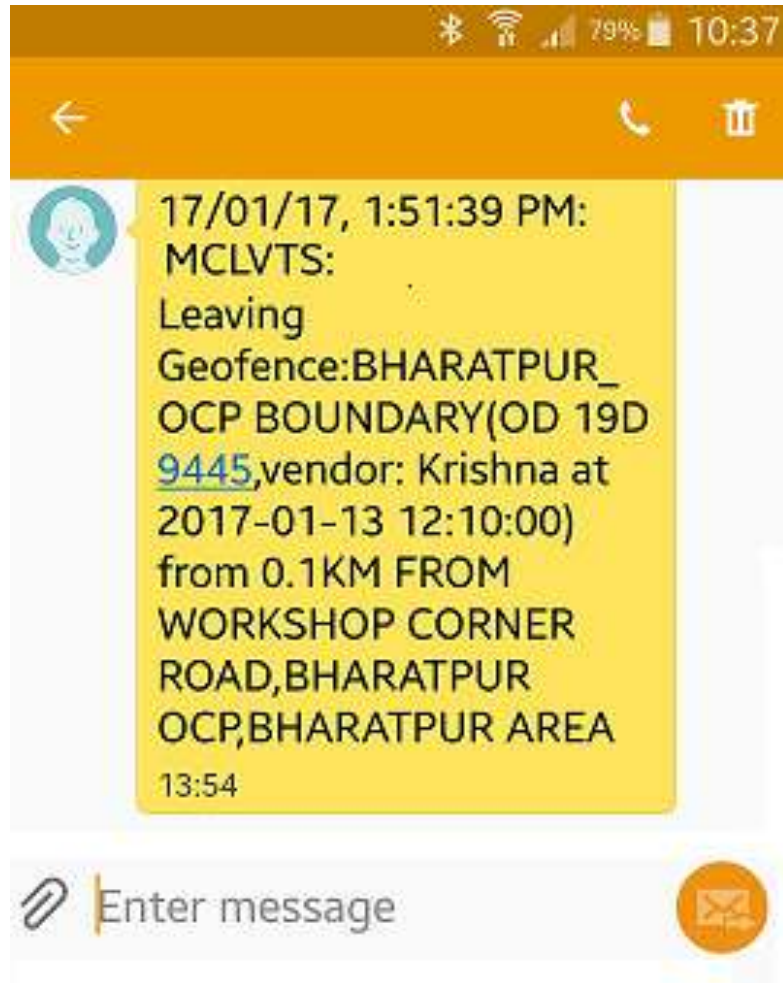 79% 10:37
17/01/17, 1:51:39 PM:
MCLVTS:
Leaving
Geofence:BHARATPUR_
OCP BOUNDARY(OD 19D
9445,vendor: Krishna at
2017-01-13 12:10:00)
from 0.1KM FROM
WORKSHOP CORNER
ROAD,BHARATPUR
OCP,BHARATPUR AREA
13:54
Enter message